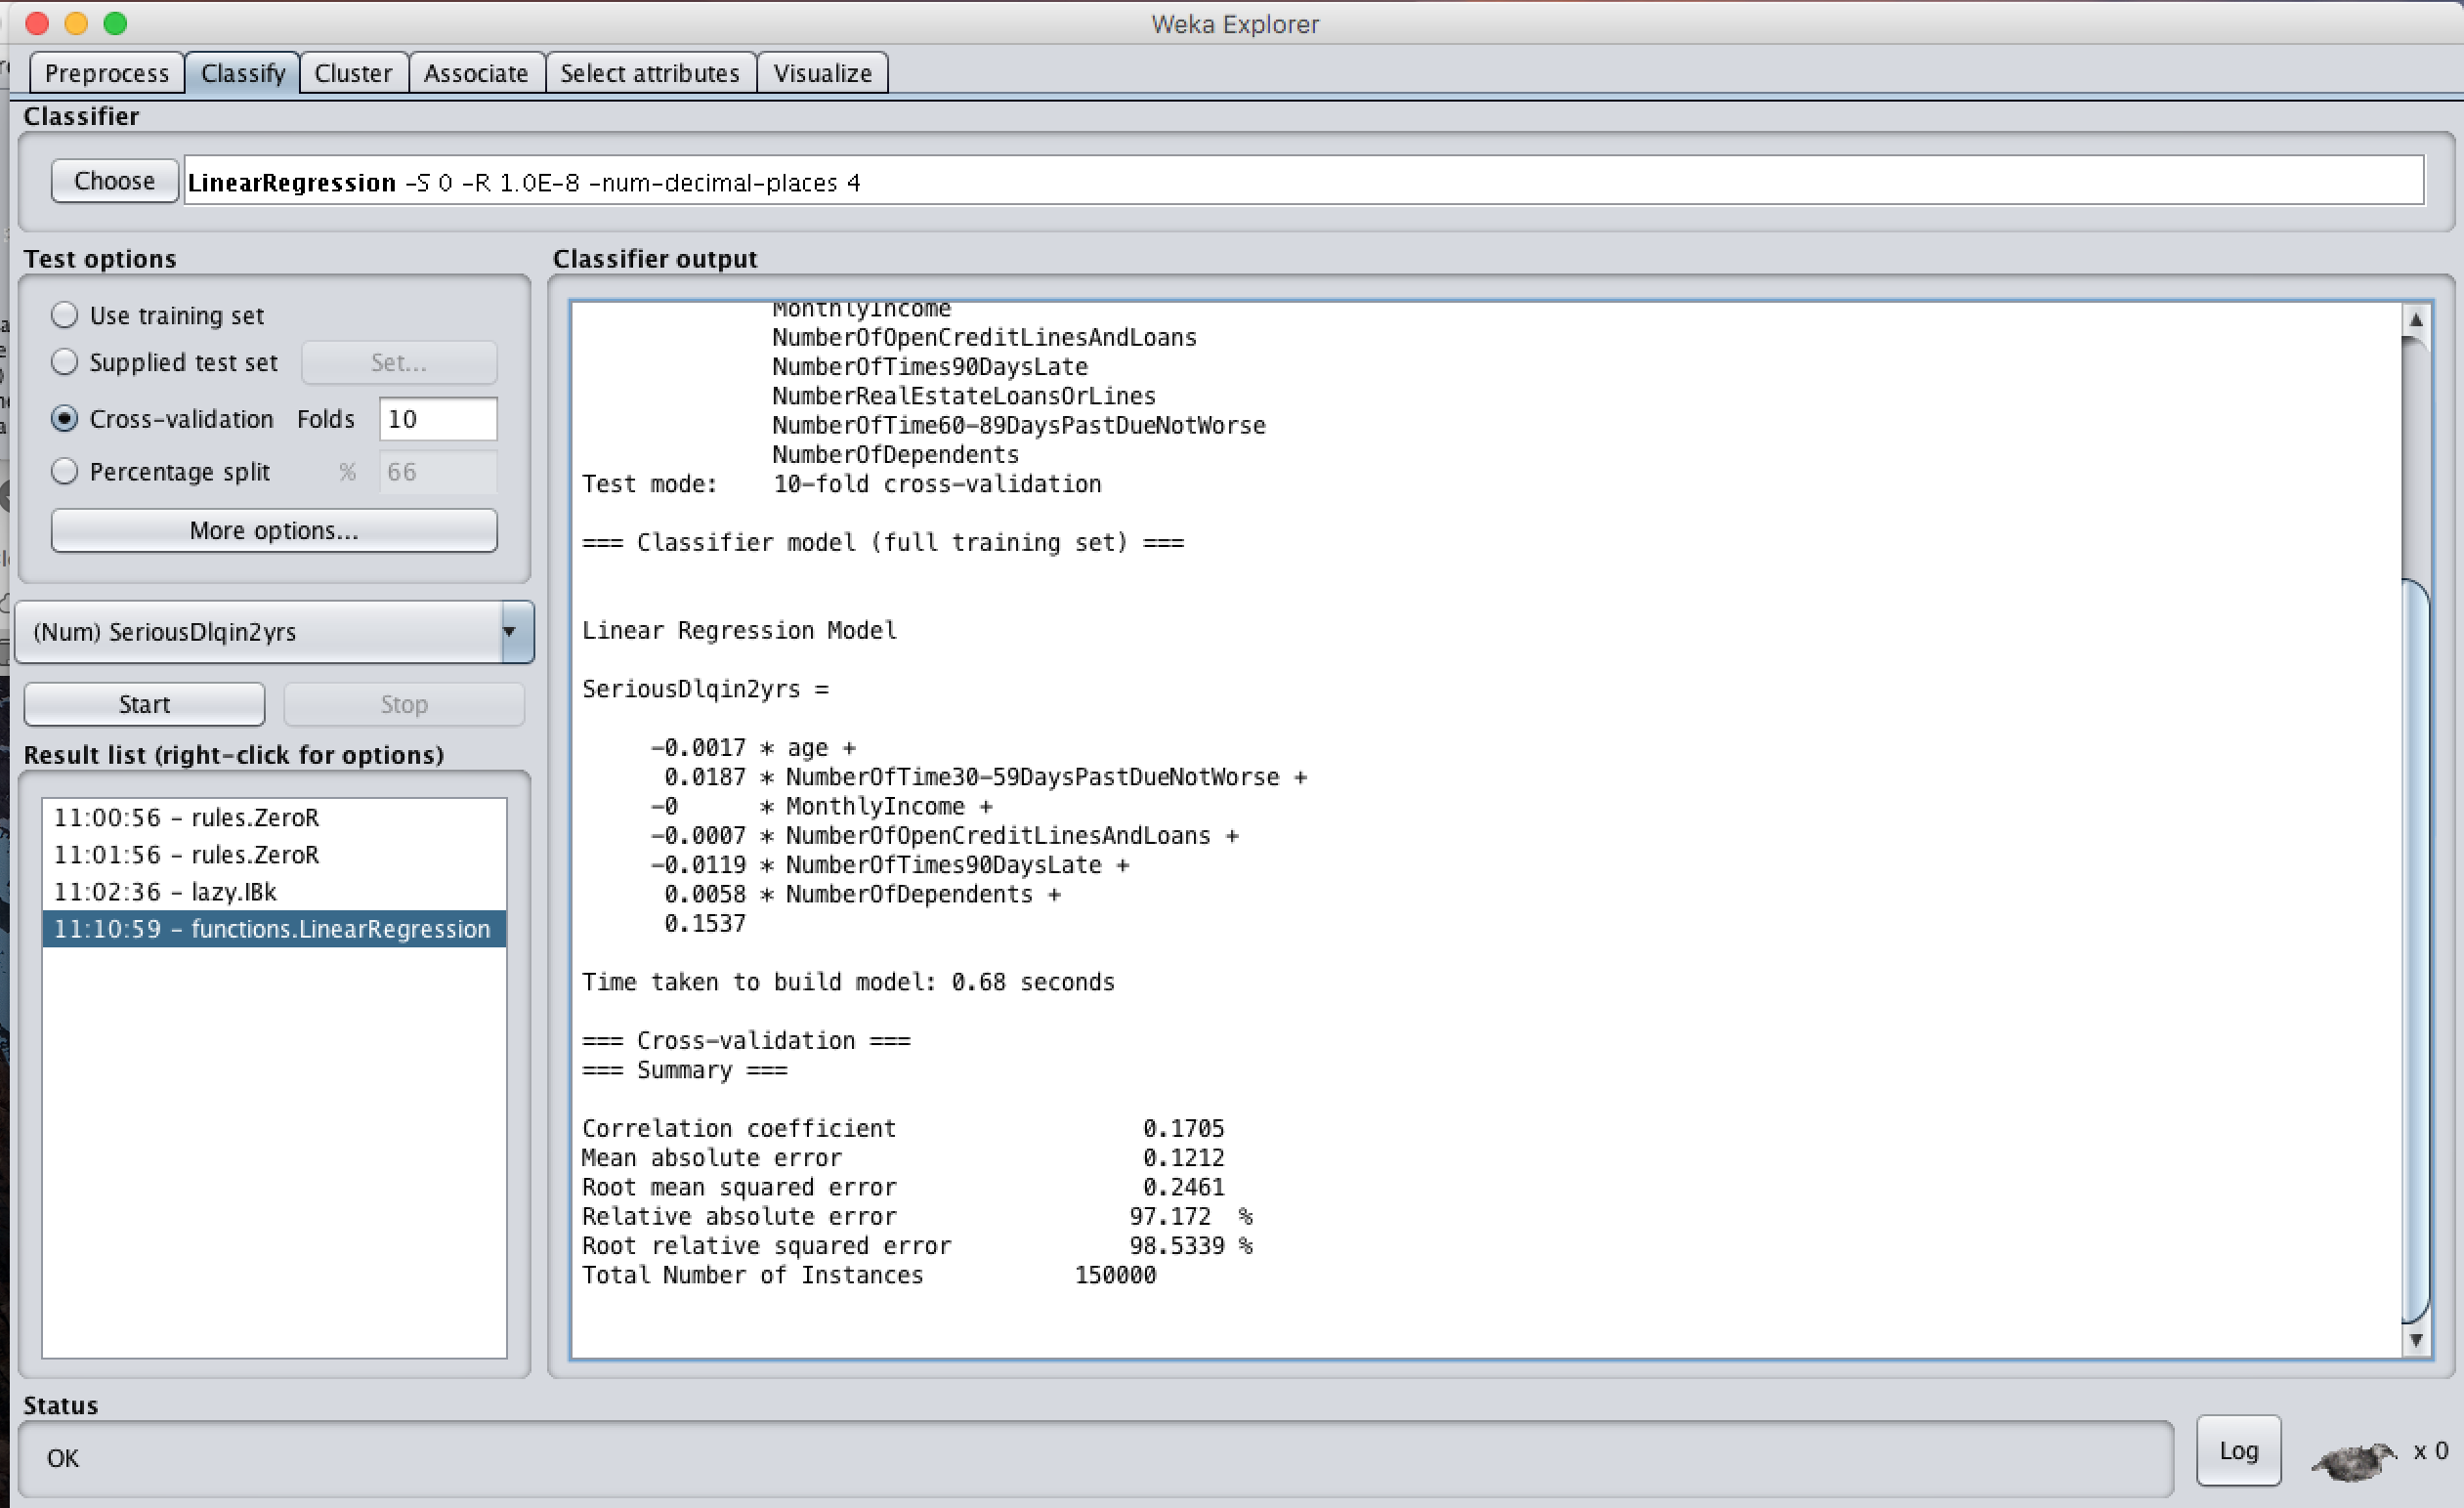 Weka Explorer
Preprocess Classify Cluster Associate Select attributes Visualize
Classifier
Choose LinearRegression -S 0 -R 1.0E-8 -num-decimal-places 4
Test options
Use training set
Supplied test set Set...
Cross-validation Folds 10
Percentage split % 66
More options...
(Num) SeriousDlqin2yrs
Start Stop
Result list (right-click for options)
11:00:56 - rules.ZeroR
11:01:56 - rules.ZeroR
11:02:36 - lazy.IBk
11:10:59 - functions.LinearRegression
Classifier output
MonthlyIncome
NumberOfOpenCreditLinesAndLoans
NumberOfTimes90DaysLate
NumberRealEstateLoansOrLines
NumberOfTime60-89DaysPastDueNotWorse
NumberOfDependents
Test mode: 10-fold cross-validation
=== Classifier model (full training set) ===
Linear Regression Model
SeriousDlqin2yrs =
-0.0017 * age +
0.0187 * NumberOfTime30-59DaysPastDueNotWorse +
-0 * MonthlyIncome +
-0.0007 * NumberOfOpenCreditLinesAndLoans +
-0.0119 * NumberOfTimes90DaysLate +
0.0058 * NumberOfDependents +
0.1537
Time taken to build model: 0.68 seconds
=== Cross-validation ===
=== Summary ===
Correlation coefficient 0.1705
Mean absolute error 0.1212
Root mean squared error 0.2461
Relative absolute error 97.172 %
Root relative squared error 98.5339 %
Total Number of Instances 150000
Status
OK
Log x 0